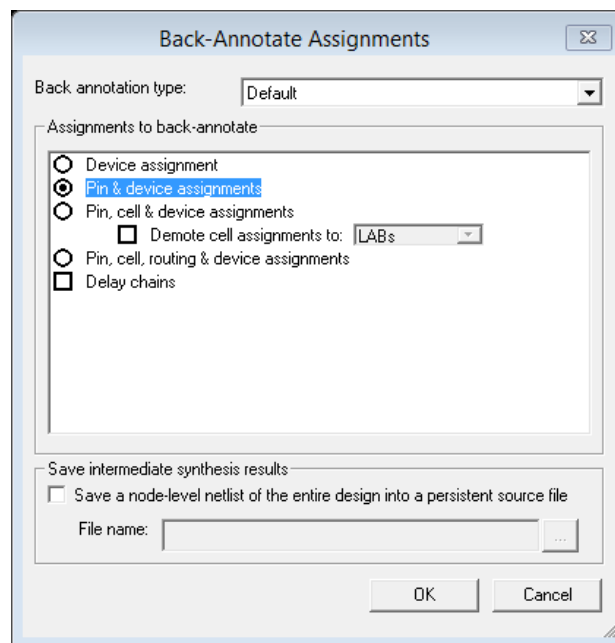 Back-Annotate Assignments
Back annotation type: Default
Assignments to back-annotate
Device assignment
Pin & device assignments
Pin, cell & device assignments
Demote cell assignments to: LABs
Pin, cell, routing & device assignments
Delay chains
Save intermediate synthesis results
Save a node-level netlist of the entire design into a persistent source file
File name: ...
OK Cancel